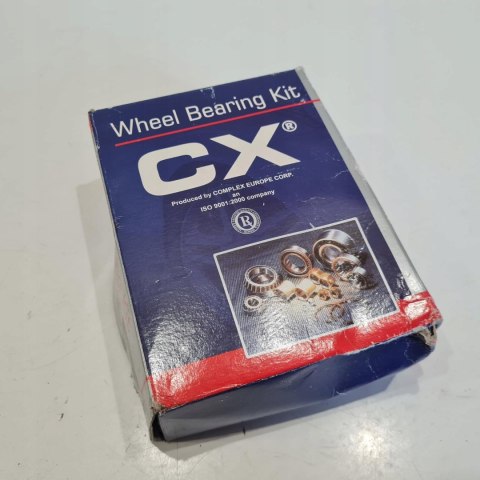 Wheel Bearing Kit
CX®
Produced by COMPLEX EUROPE CORP.
an
ISO 9001:2000 company